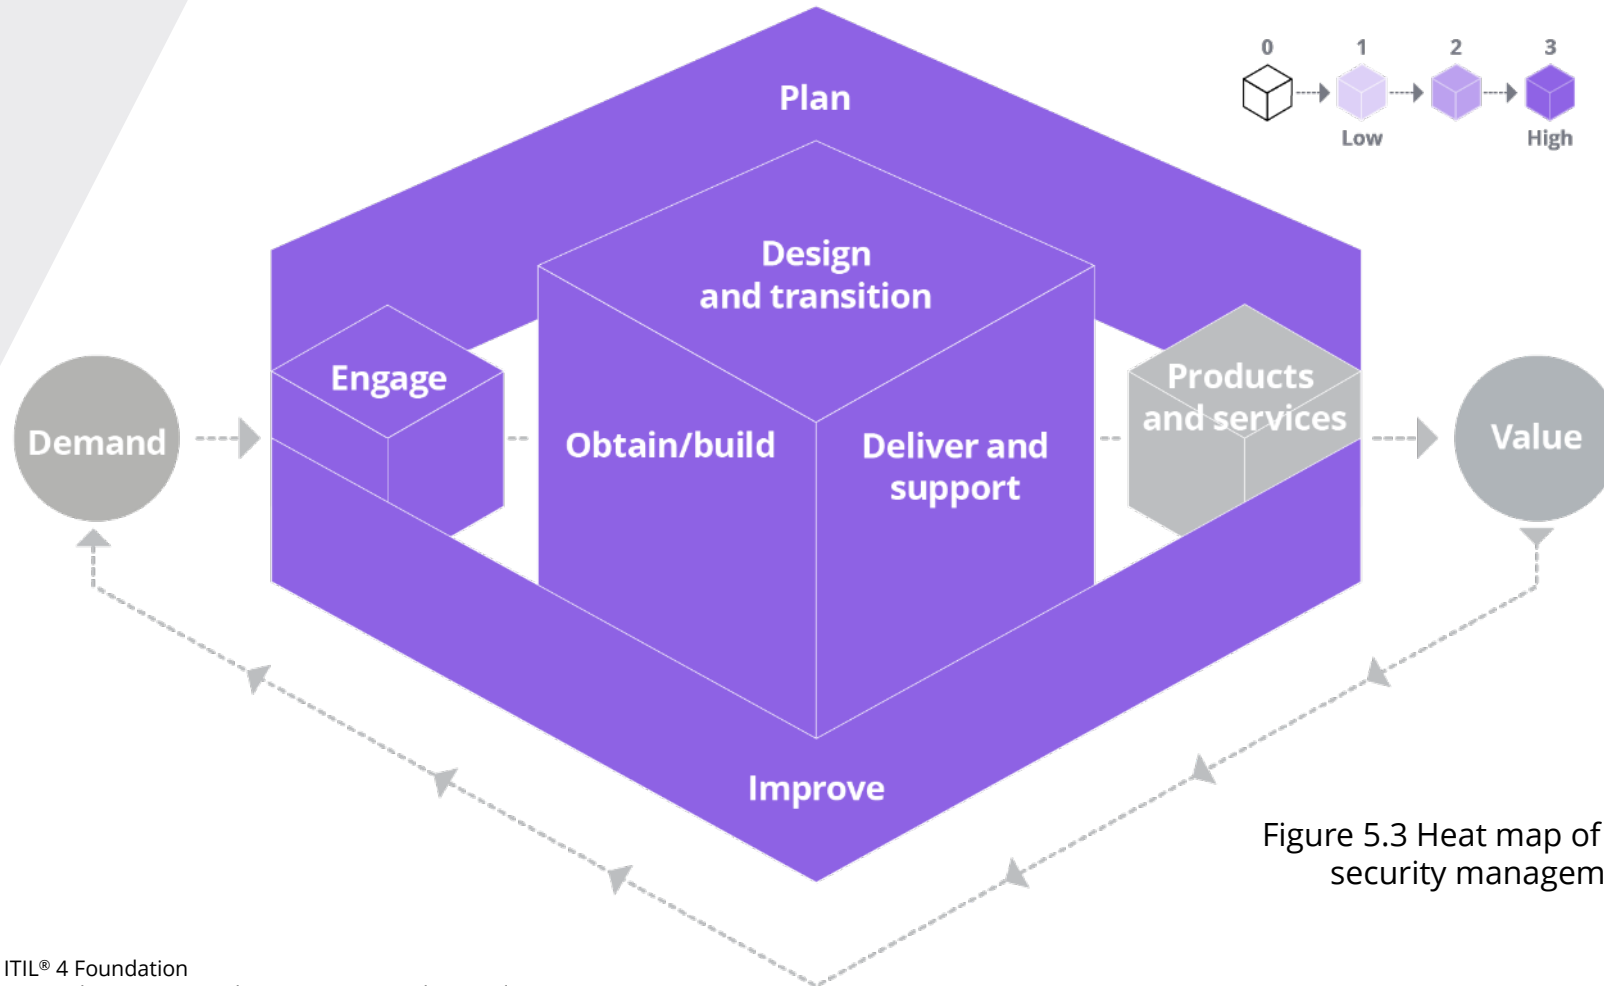 0 1 2 3
Low High
Plan
Design
and transition
Engage
Products
and services
Demand
Obtain/build
Deliver and
support
Value
Improve
Figure 5.3 Heat map of
security
ITIL® 4 Foundation